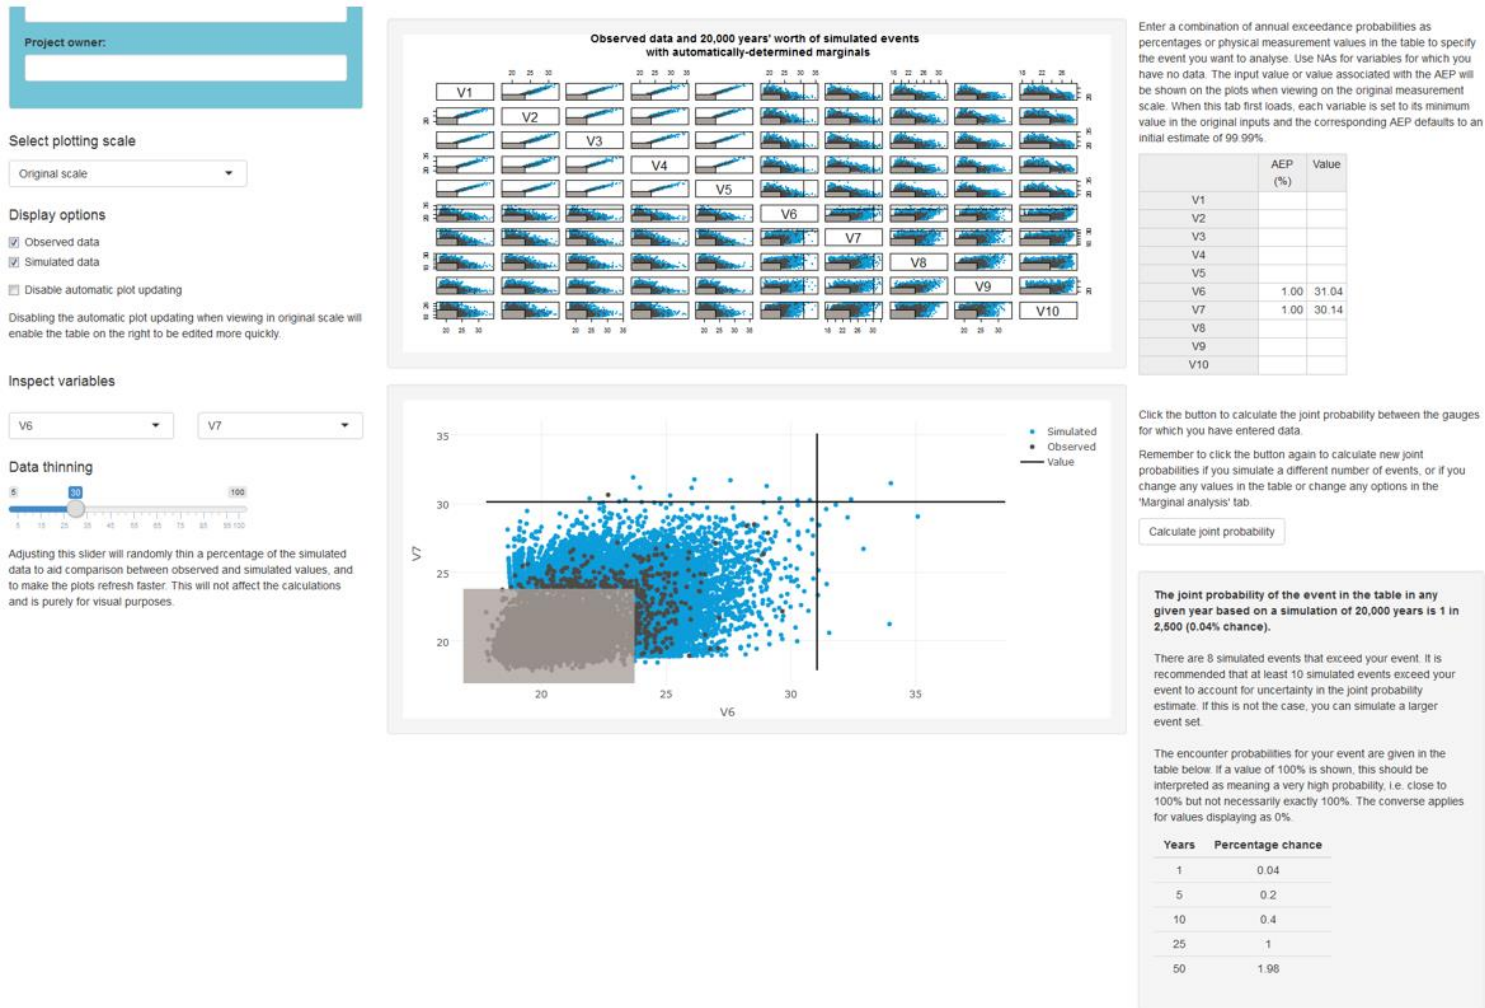 Project owner:
Select plotting scale
Original scale
Display options
Observed data
Simulated data
Disable automatic plot updating
Disabling the automatic plot updating when viewing in original scale will
enable the table on the right to be edited more quickly.
Inspect variables
V6 V7
Data thinning
5 30 100
Adjusting this slider will randomly thin a percentage of the simulated
data to aid comparison between observed and simulated values, and
to make the plots refresh faster. This will not affect the calculations
and is purely for visual purposes.
Observed data and 20,000 years' worth of simulated events
with automatically-determined marginals
V1
V2
V3
V4
V5
V6
V7
V8
V9
V10
Simulated
Observed
Value
35
30
25
20
V7
20 25 30 35
V6
Enter a combination of annual exceedance probabilities as
percentages or physical measurement values in the table to specify
the event you want to analyse. Use NAs for variables for which you
have no data. The input value or value associated with the AEP will
be shown on the plots when viewing on the original measurement
scale. When this tab first loads, each variable is set to its minimum
value in the original inputs and the corresponding AEP defaults to an
initial estimate of 99.99%.
AEP Value
(%)
V1
V2
V3
V4
V5
V6 1.00 31.04
V7 1.00 30.14
V8
V9
V10
Click the button to calculate the joint probability between the gauges
for which you have entered data.
Remember to click the button again to calculate new joint
probabilities if you simulate a different number of events, or if you
change any values in the table or change any options in the
'Marginal analysis' tab.
Calculate joint probability
The joint probability of the event in the table in any
given year based on a simulation of 20,000 years is 1 in
2,500 (0.04% chance).
There are 8 simulated events that exceed your event. It is
recommended that at least 10 simulated events exceed your
event to account for uncertainty in the joint probability
estimate. If this is not the case, you can simulate a larger
event set.
The encounter probabilities for your event are given in the
table below. If a value of 100% is shown, this should be
interpreted as meaning a very high probability, i.e. close to
100% but not necessarily exactly 100%. The converse applies
for values displaying as 0%.
Years Percentage chance
1 0.04
5 0.2
10 0.4
25 1
50 1.98